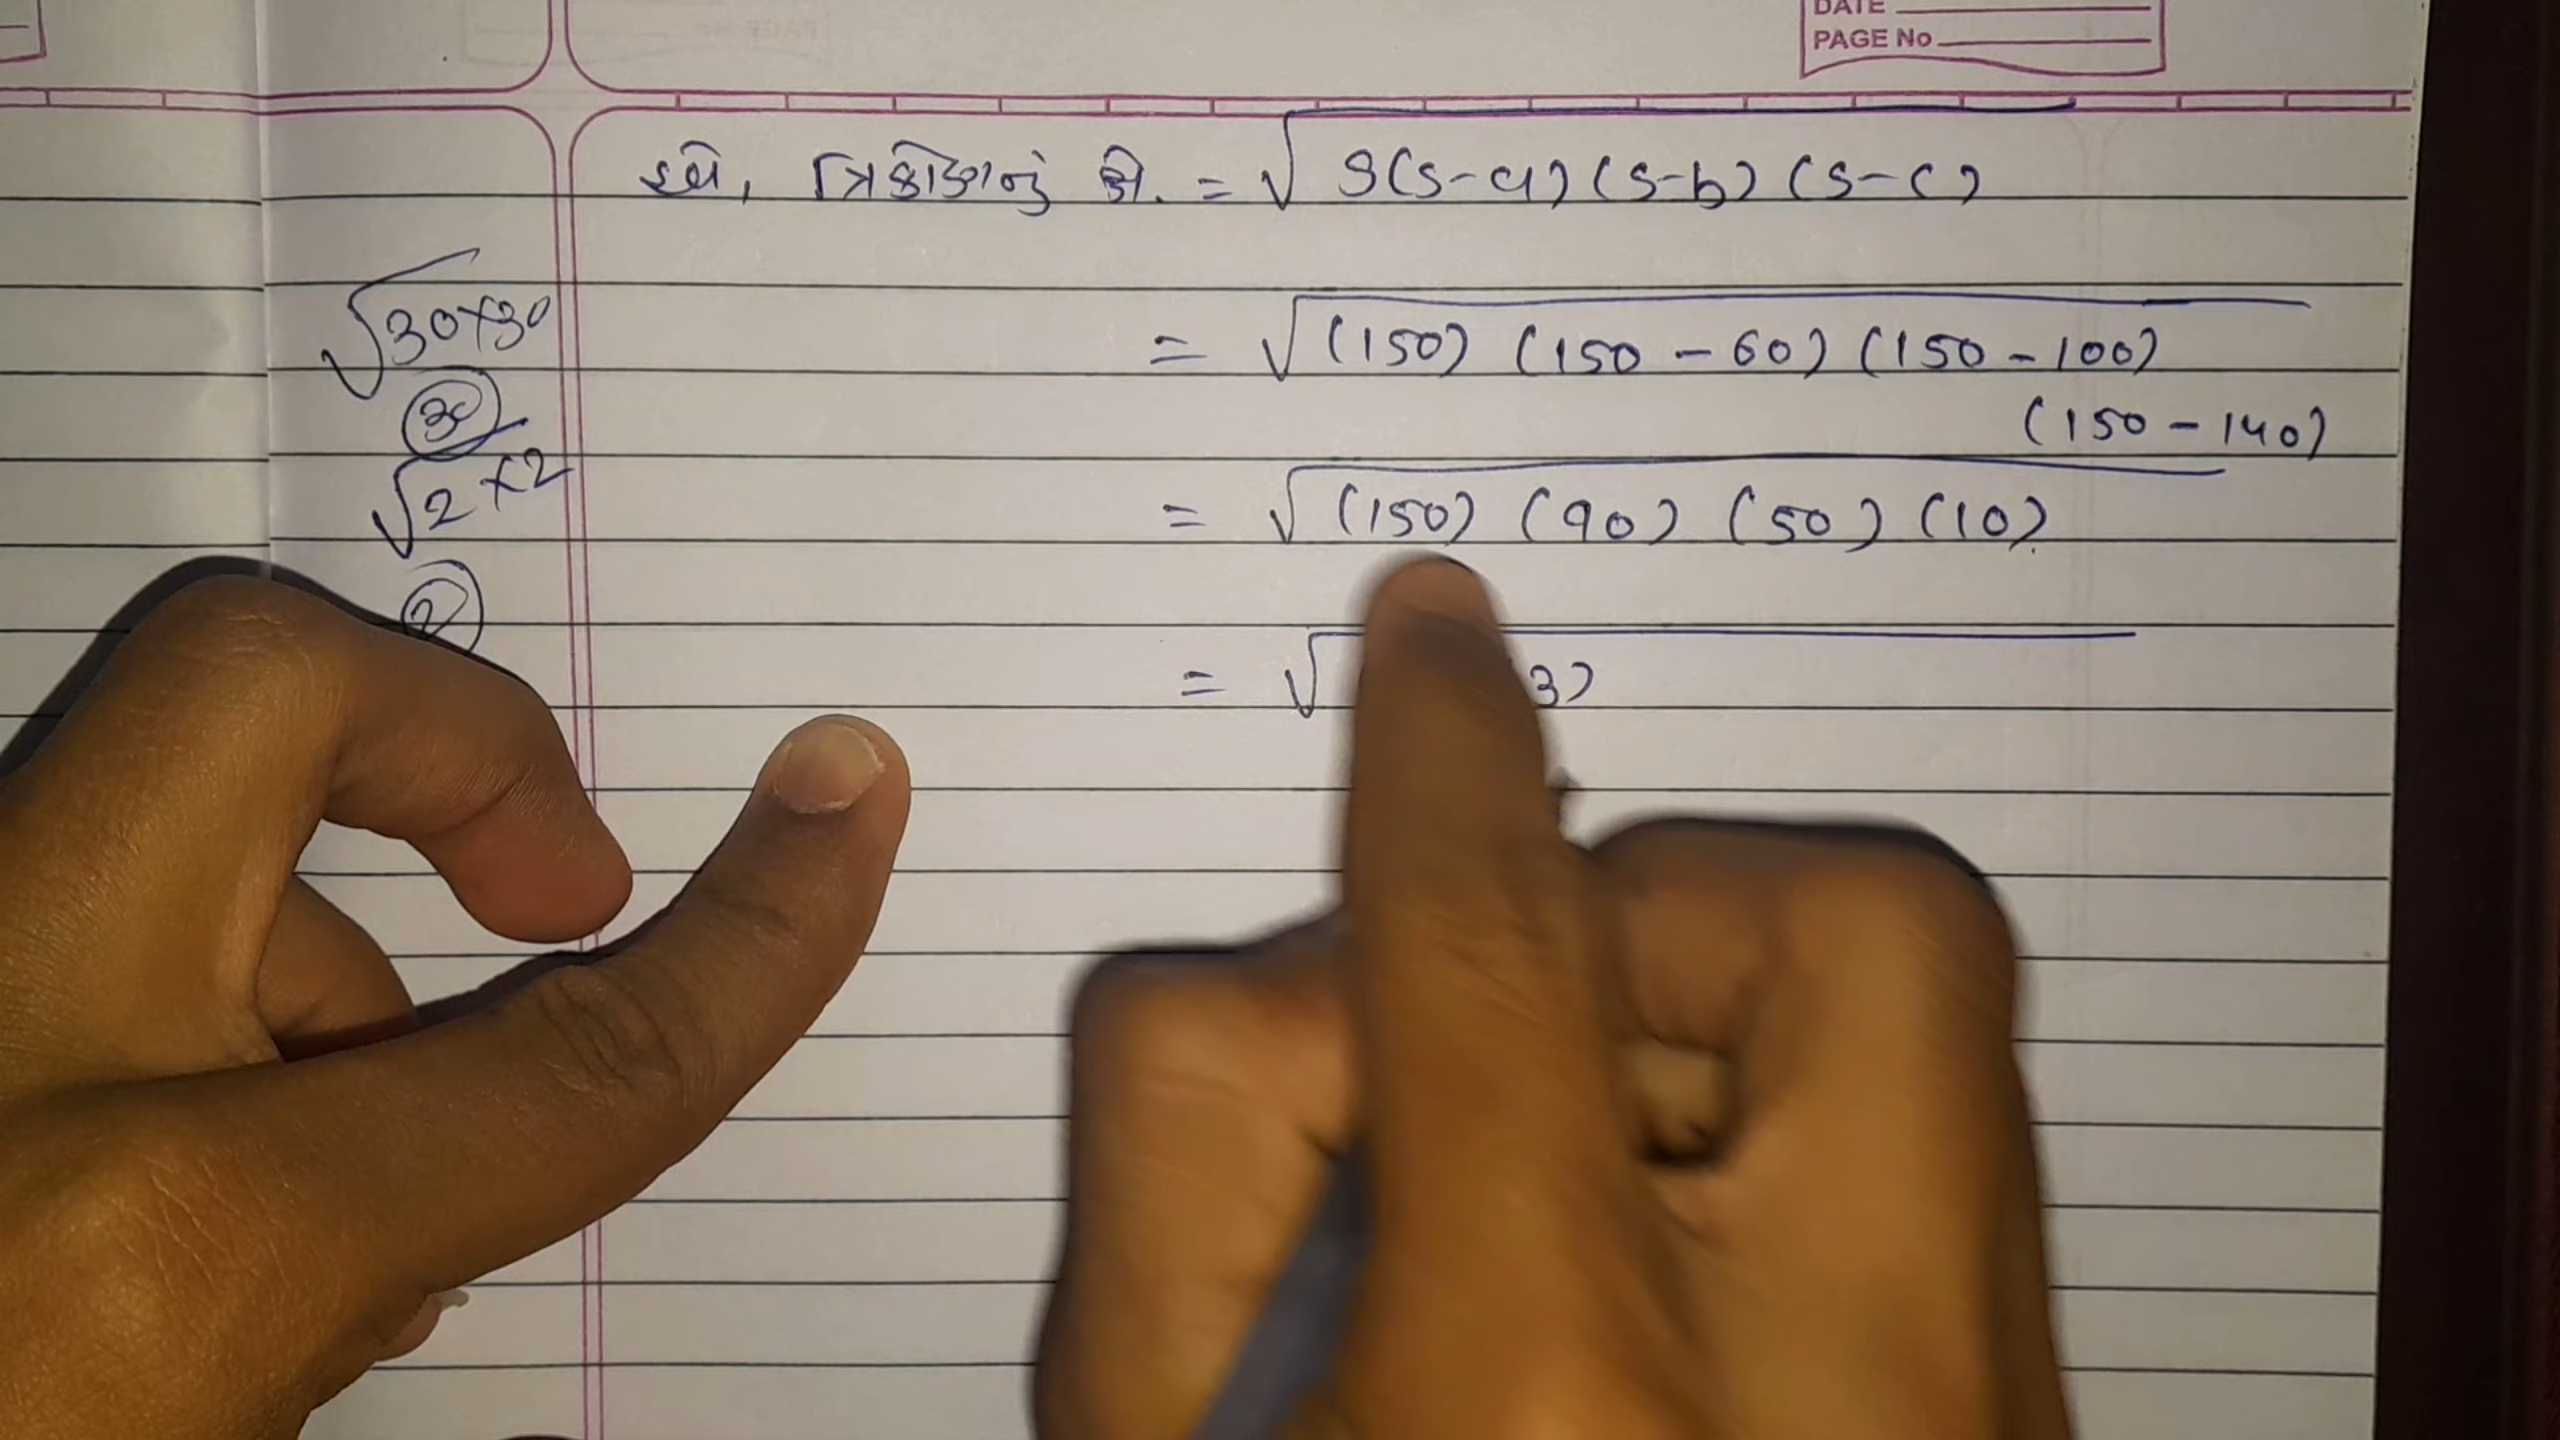 DATE
PAGE No
હવે, ત્રિકોણનું ક્ષે. = √S(S-a)(S-b)(S-c)
√30×30
= √(150) (150 - 60) (150 - 100)
30
(150 - 140)
√2×2
= √(150) (90) (50) (10)
2
= √ 3)